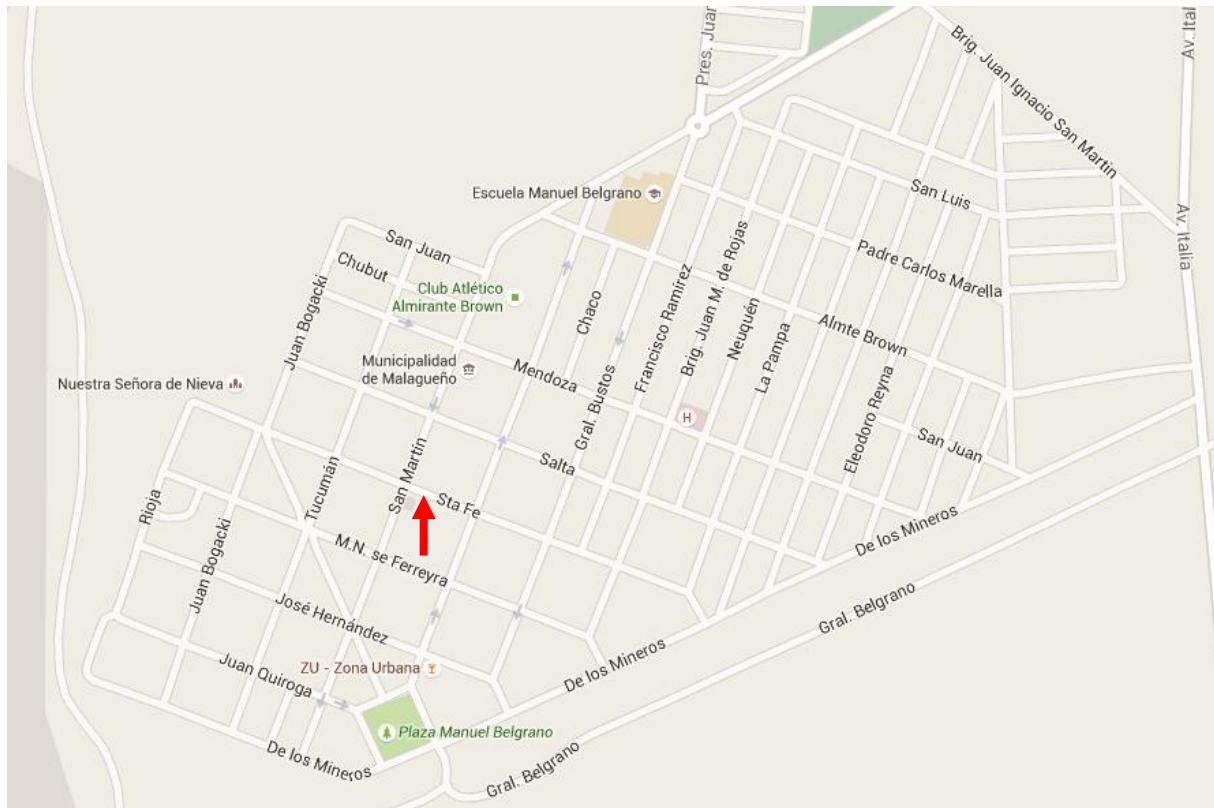 Pres. Juar
Av. Ita
Brig. Juan Ignacio San Martin
San Luis
Escuela Manuel Belgrano
Av. Italia
San Juan
Padre Carlos Marella
Chubut
Club Atlético
Almirante Brown
Juan Bogacki
Chaco
Francisco Ramírez
Brig. Juan M. de Rojas
Neuquén
La Pampa
Almte Brown
Municipalidad
de Malagueño
Mendoza
Nuestra Señora de Nieva
H
Gral. Bustos
Eleodoro Reyna
San Juan
San Martin
Salta
Tucumán
Rioja
Sta Fe
De los Mineros
Juan Bogacki
M.N. se Ferreyra
José Hernández
Gral. Belgrano
ZU - Zona Urbana
Juan Quiroga
De los Mineros
Plaza Manuel Belgrano
De los Mineros
Gral. Belgrano